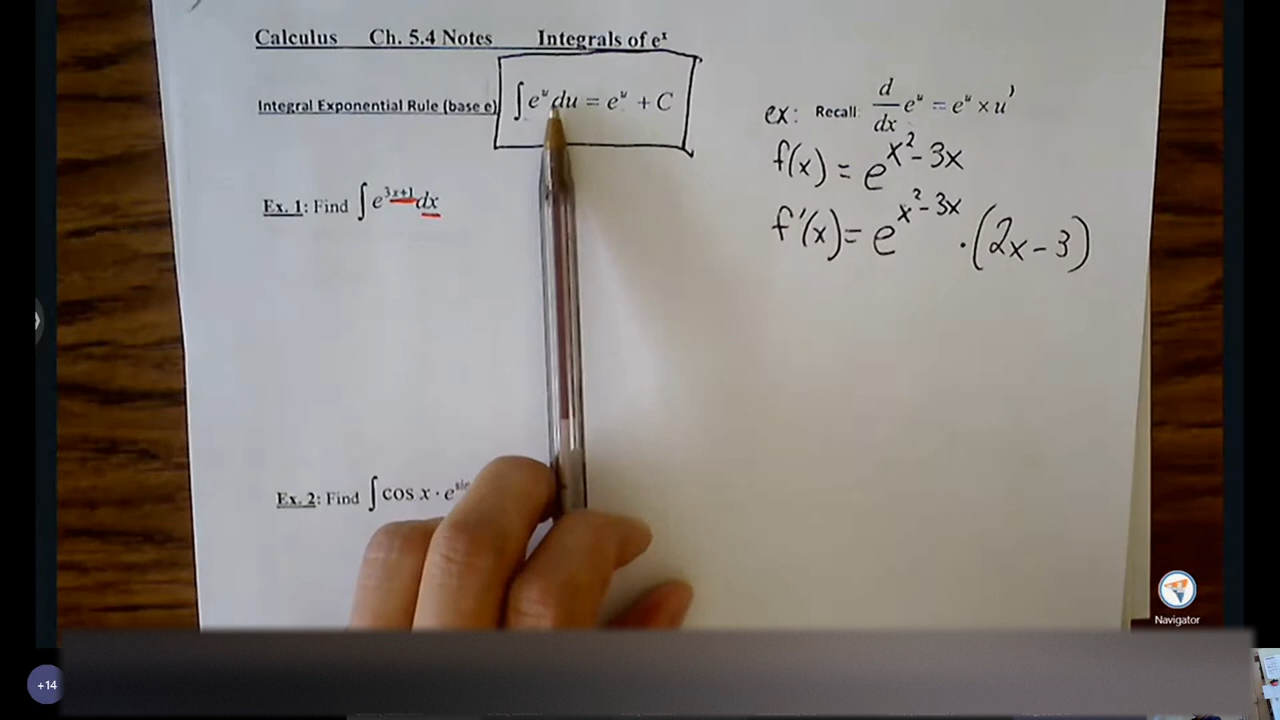 Calculus Ch. 5.4 Notes Integrals of eˣ
Integral Exponential Rule (base e) ∫ eᵘ du = eᵘ + C
ex: Recall: d/dx eᵘ = eᵘ × u'
f(x) = e^(x² - 3x)
f'(x) = e^(x² - 3x) · (2x - 3)
Ex. 1: Find ∫ e^(3x+1) dx
Ex. 2: Find ∫ cos x · e
Navigator
+14